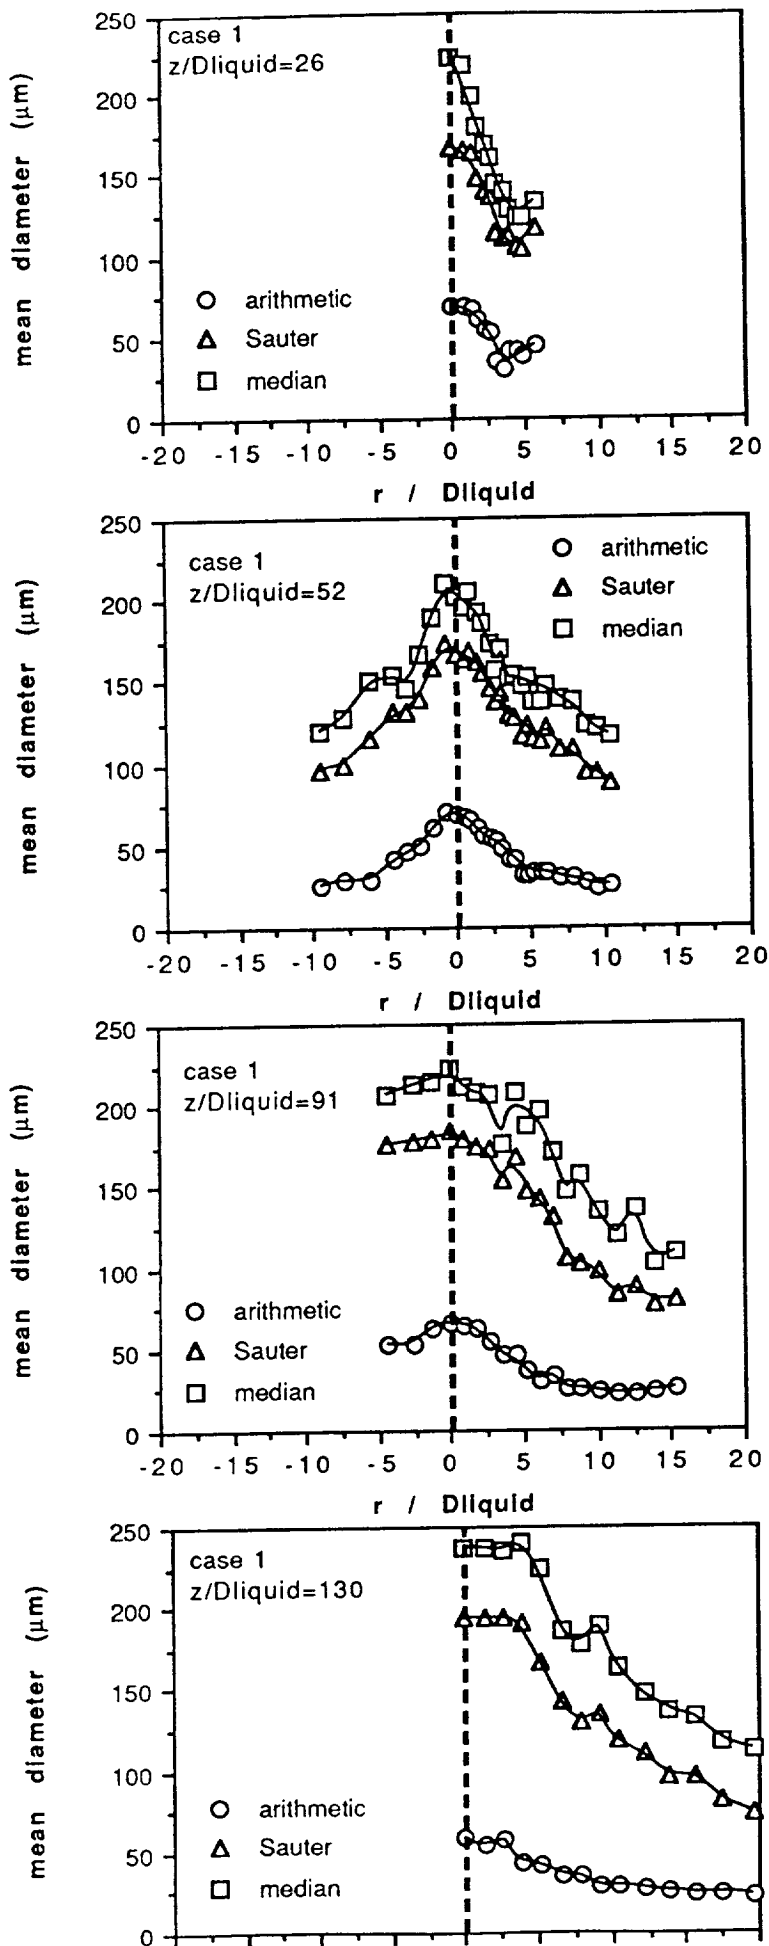 250
200
150
100
50
0
mean diameter (μm)
case 1
z/Dliquid=26
arithmetic
Sauter
median
-20 -15 -10 -5 0 5 10 15 20
r / Dliquid
250
200
150
100
50
0
mean diameter (μm)
case 1
z/Dliquid=52
arithmetic
Sauter
median
-20 -15 -10 -5 0 5 10 15 20
r / Dliquid
250
200
150
100
50
0
mean diameter (μm)
case 1
z/Dliquid=91
arithmetic
Sauter
median
-20 -15 -10 -5 0 5 10 15 20
r / Dliquid
250
200
150
100
50
0
mean diameter (μm)
case 1
z/Dliquid=130
arithmetic
Sauter
median